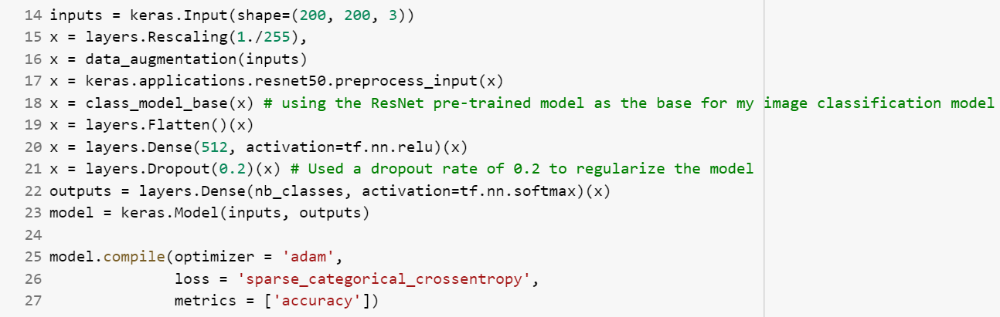 14 inputs = keras.Input(shape=(200, 200, 3))
15 x = layers.Rescaling(1./255),
16 x = data_augmentation(inputs)
17 x = keras.applications.resnet50.preprocess_input(x)
18 x = class_model_base(x) # using the ResNet pre-trained model as the base for my image classification model
19 x = layers.Flatten()(x)
20 x = layers.Dense(512, activation=tf.nn.relu)(x)
21 x = layers.Dropout(0.2)(x) # Used a dropout rate of 0.2 to regularize the model
22 outputs = layers.Dense(nb_classes, activation=tf.nn.softmax)(x)
23 model = keras.Model(inputs, outputs)
24
25 model.compile(optimizer = 'adam',
26               loss = 'sparse_categorical_crossentropy',
27               metrics = ['accuracy'])